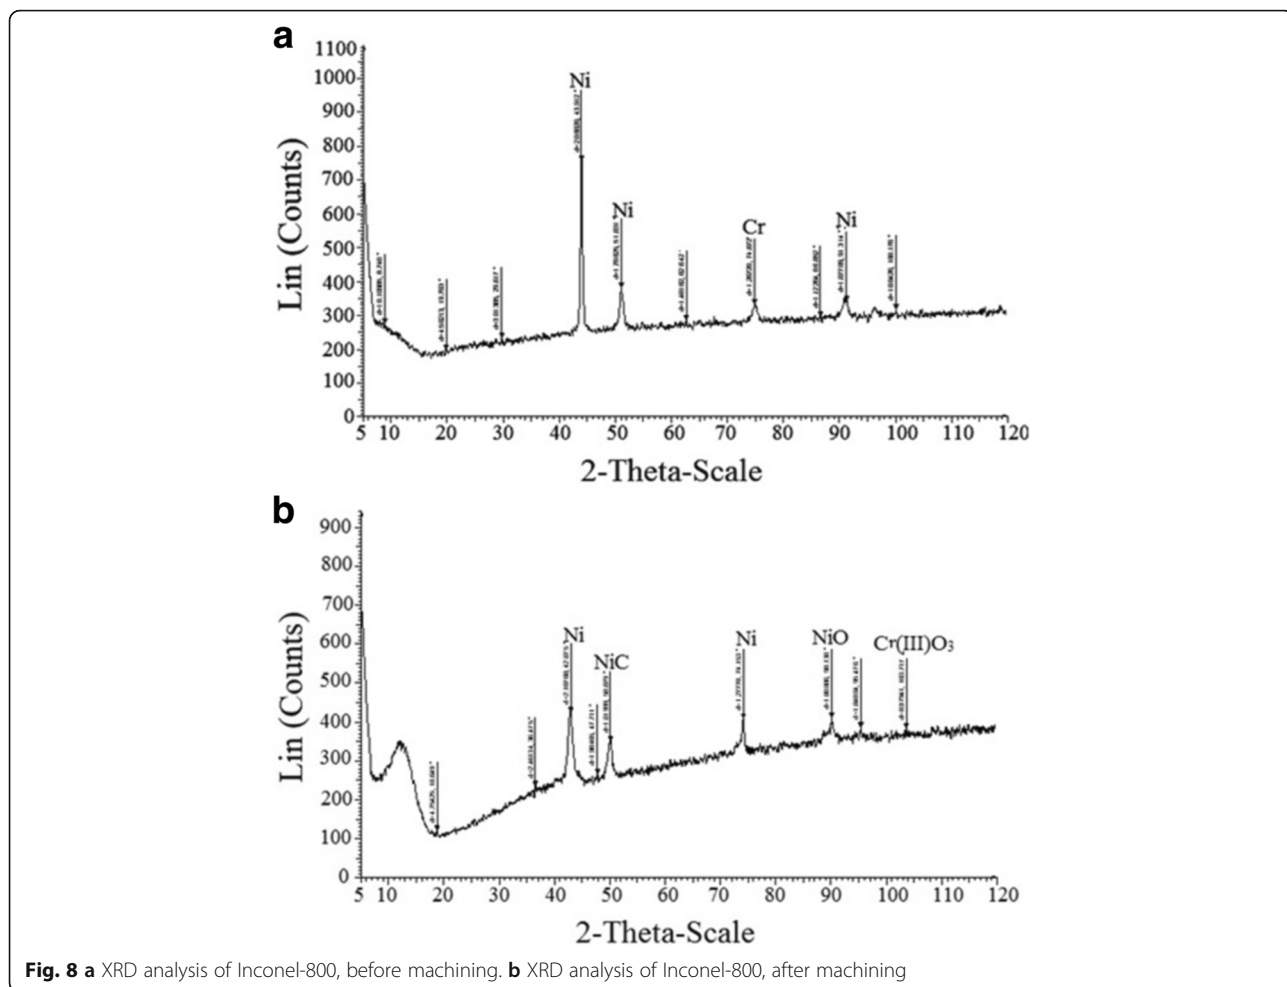 a
Lin (Counts)
1100
1000
900
800
700
600
500
400
300
200
100
0
Ni
Ni
Cr
Ni
5 10 20 30 40 50 60 70 80 90 100 110 120
2-Theta-Scale
b
Lin (Counts)
900
800
700
600
500
400
300
200
100
0
Ni
NiC
Ni
NiO
Cr(III)O₃
5 10 20 30 40 50 60 70 80 90 100 110 120
2-Theta-Scale
Fig. 8 a XRD analysis of Inconel-800, before machining. b XRD analysis of Inconel-800, after machining